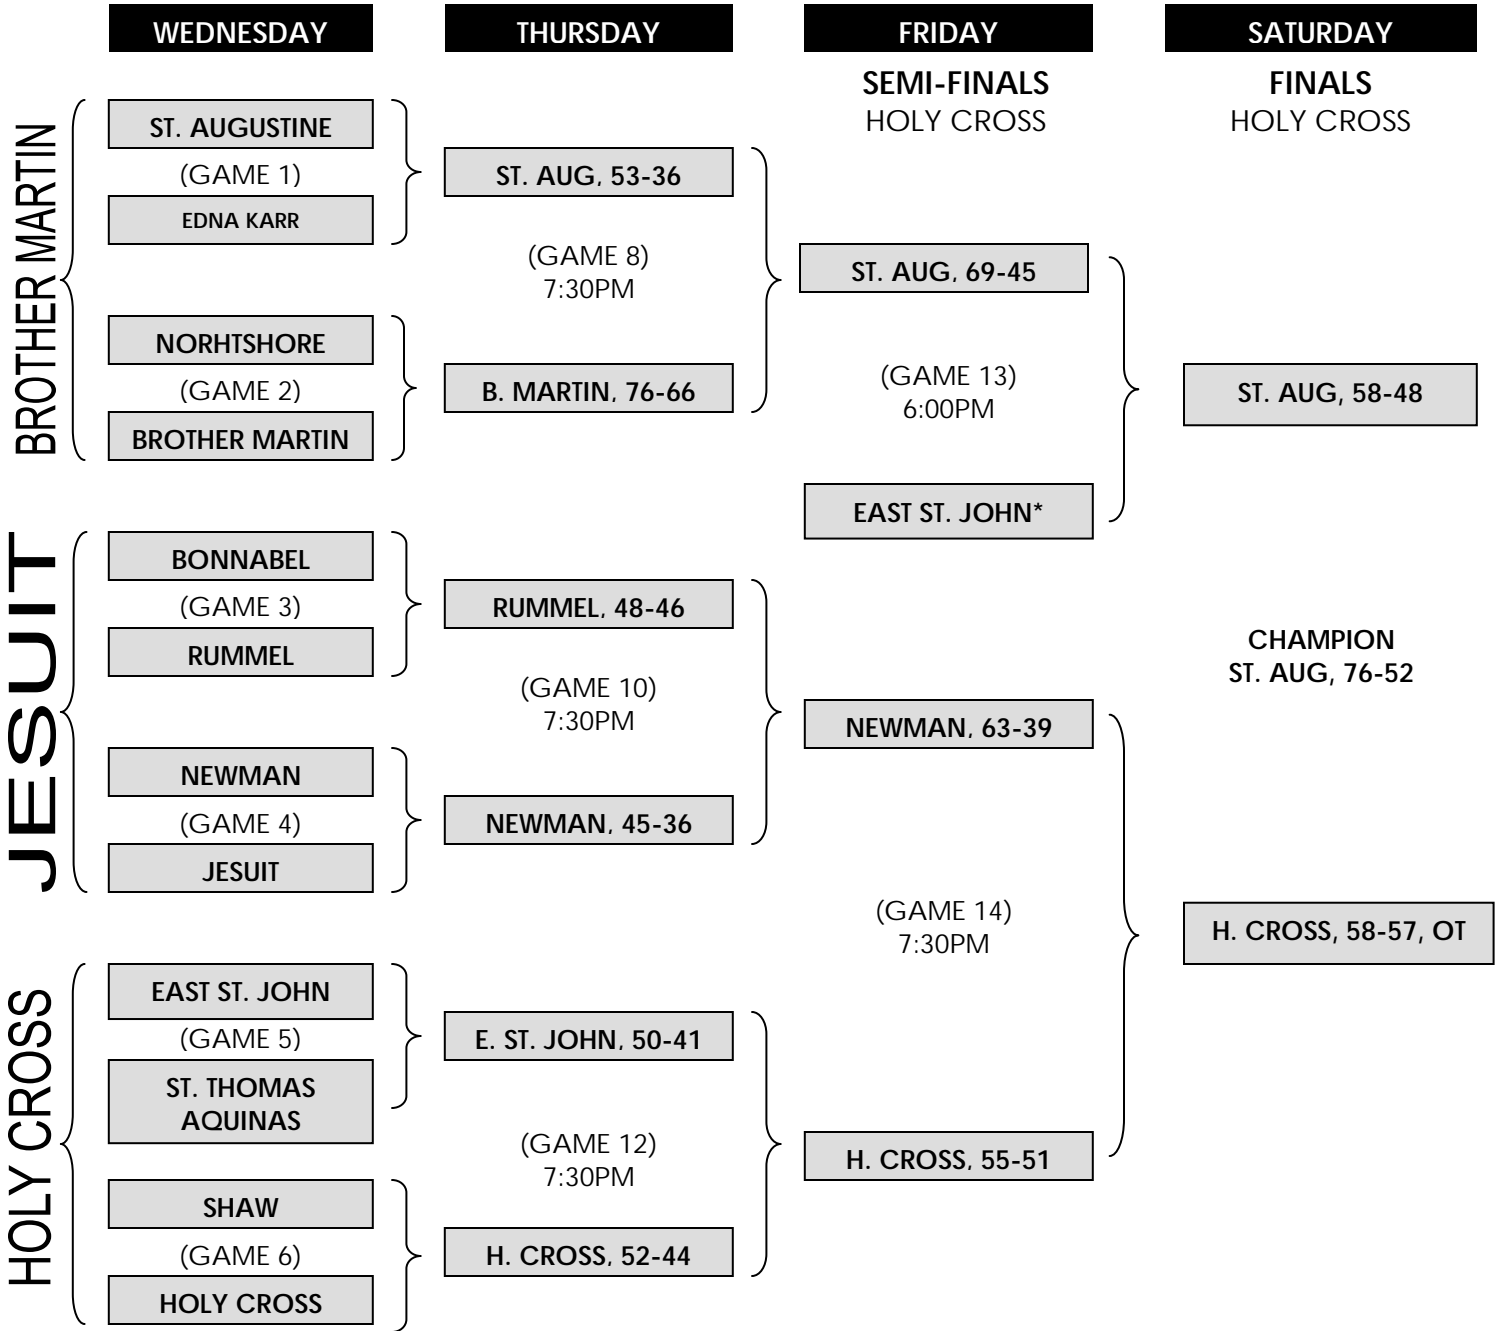 WEDNESDAY
THURSDAY
FRIDAY
SATURDAY
SEMI-FINALS
HOLY CROSS
FINALS
HOLY CROSS
BROTHER MARTIN
ST. AUGUSTINE
(GAME 1)
EDNA KARR
NORHTSHORE
(GAME 2)
BROTHER MARTIN
ST. AUG, 53-36
(GAME 8)
7:30PM
B. MARTIN, 76-66
ST. AUG, 69-45
(GAME 13)
6:00PM
EAST ST. JOHN*
ST. AUG, 58-48
JESUIT
BONNABEL
(GAME 3)
RUMMEL
NEWMAN
(GAME 4)
JESUIT
RUMMEL, 48-46
(GAME 10)
7:30PM
NEWMAN, 45-36
NEWMAN, 63-39
CHAMPION
ST. AUG, 76-52
HOLY CROSS
EAST ST. JOHN
(GAME 5)
ST. THOMAS
AQUINAS
SHAW
(GAME 6)
HOLY CROSS
E. ST. JOHN, 50-41
(GAME 12)
7:30PM
H. CROSS, 52-44
(GAME 14)
7:30PM
H. CROSS, 55-51
H. CROSS, 58-57, OT